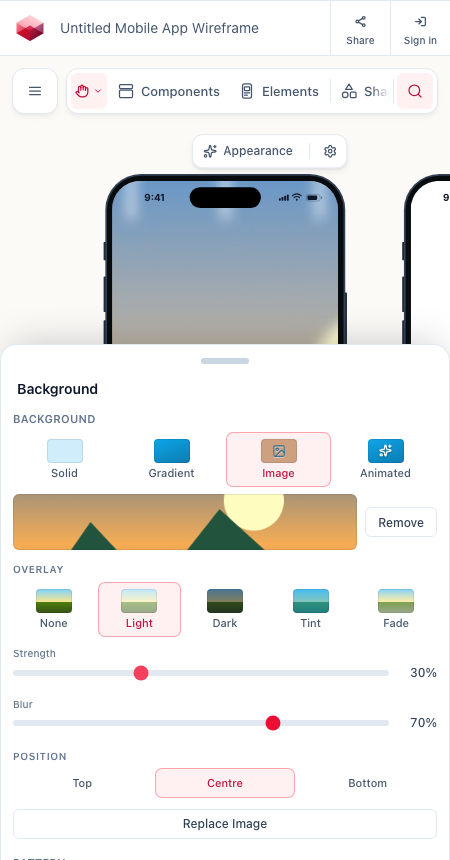 Untitled Mobile App Wireframe
Share
Sign in
Components
Elements
Sha
Appearance
9:41
9
Background
BACKGROUND
Solid
Gradient
Image
Animated
Remove
OVERLAY
None
Light
Dark
Tint
Fade
Strength
30%
Blur
70%
POSITION
Top
Centre
Bottom
Replace Image